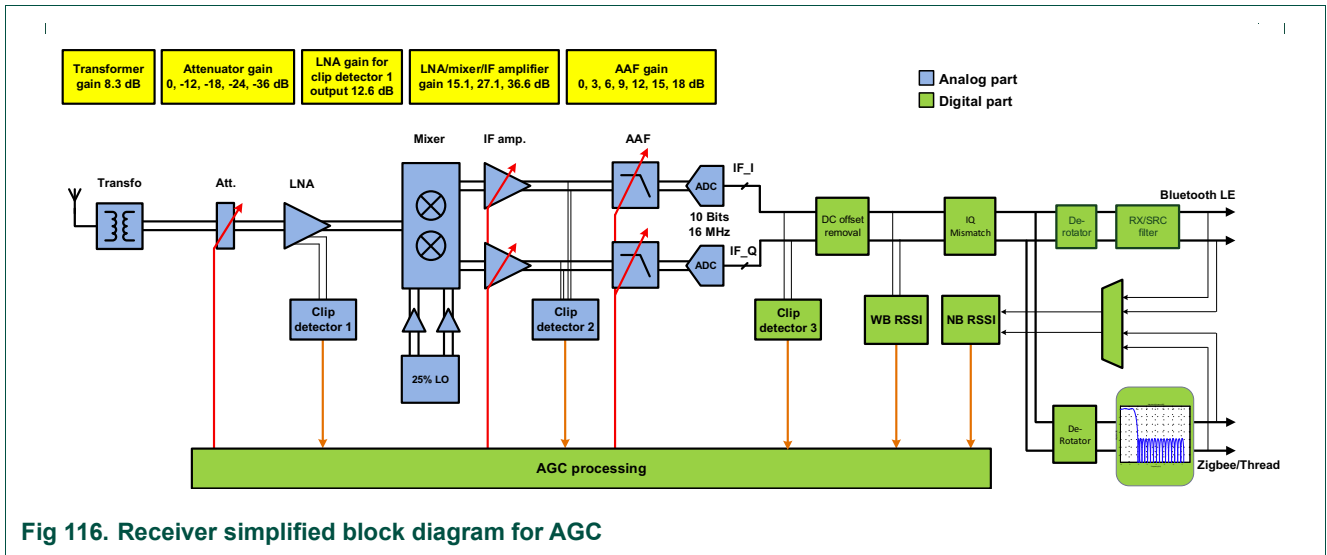 Transformer
gain 8.3 dB
Attenuator gain
0, -12, -18, -24, -36 dB
LNA gain for
clip detector 1
output 12.6 dB
LNA/mixer/IF amplifier
gain 15.1, 27.1, 36.6 dB
AAF gain
0, 3, 6, 9, 12, 15, 18 dB
Analog part
Digital part
Transfo
Att.
LNA
Mixer
IF amp.
AAF
ADC
IF_I
10 Bits
16 MHz
ADC
IF_Q
DC offset
removal
IQ
Mismatch
De-
rotator
RX/SRC
filter
Bluetooth LE
Clip
detector 1
25% LO
Clip
detector 2
Clip
detector 3
WB RSSI
NB RSSI
De-
Rotator
Zigbee/Thread
AGC processing
Fig 116. Receiver simplified block diagram for AGC